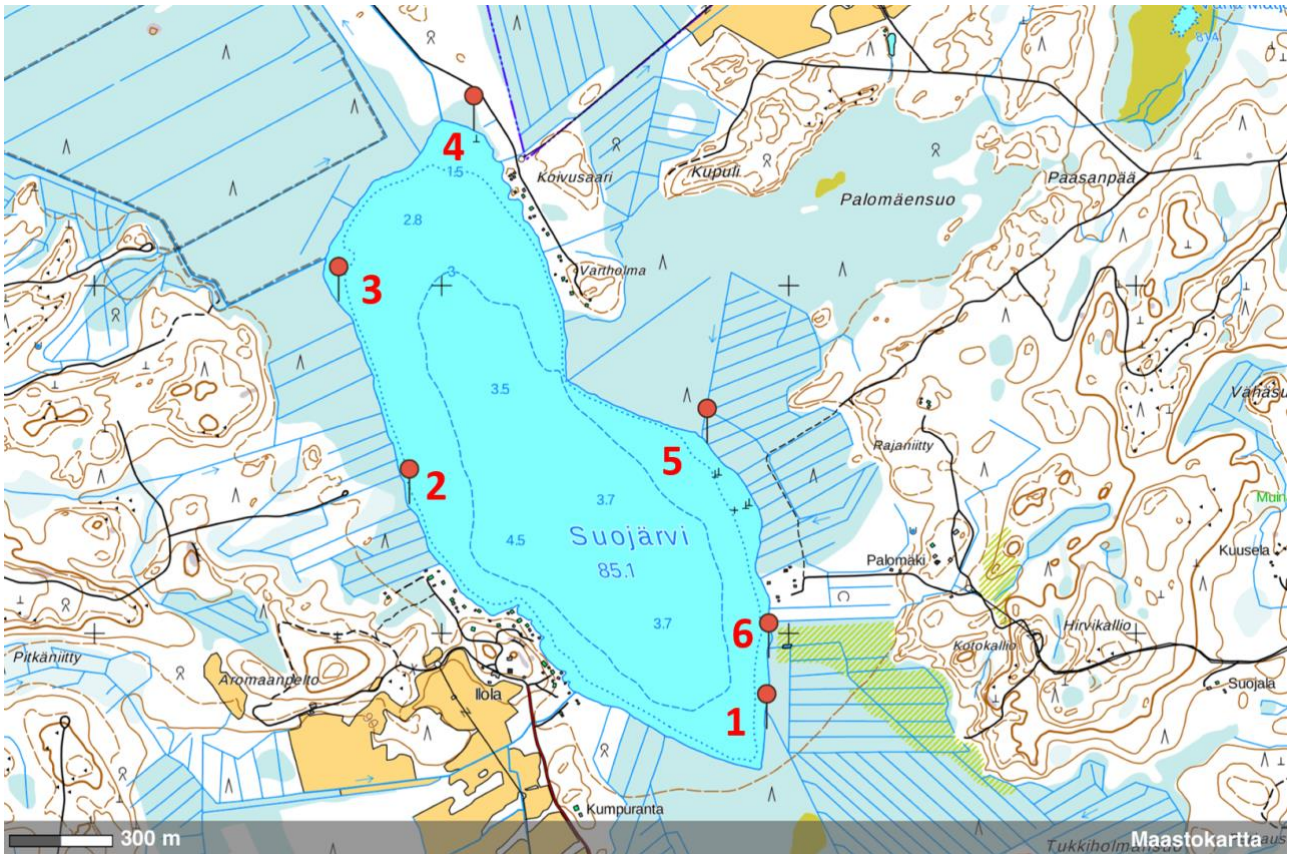 814
4
1.5
Koivusaari
Kupuli
Paasanpää
Palomäensuo
2.8
3
Vartholma
3
3.5
Rajaniitty
5
2
3.7
Suojärvi
4.5
85.1
Kuusela
Palomäki
3.7
6
Hirvikallio
Kotokallio
Pitkäniitty
Aromaanpelto
Suojala
Ilola
1
Kumpuranta
300 m
Maastokartta